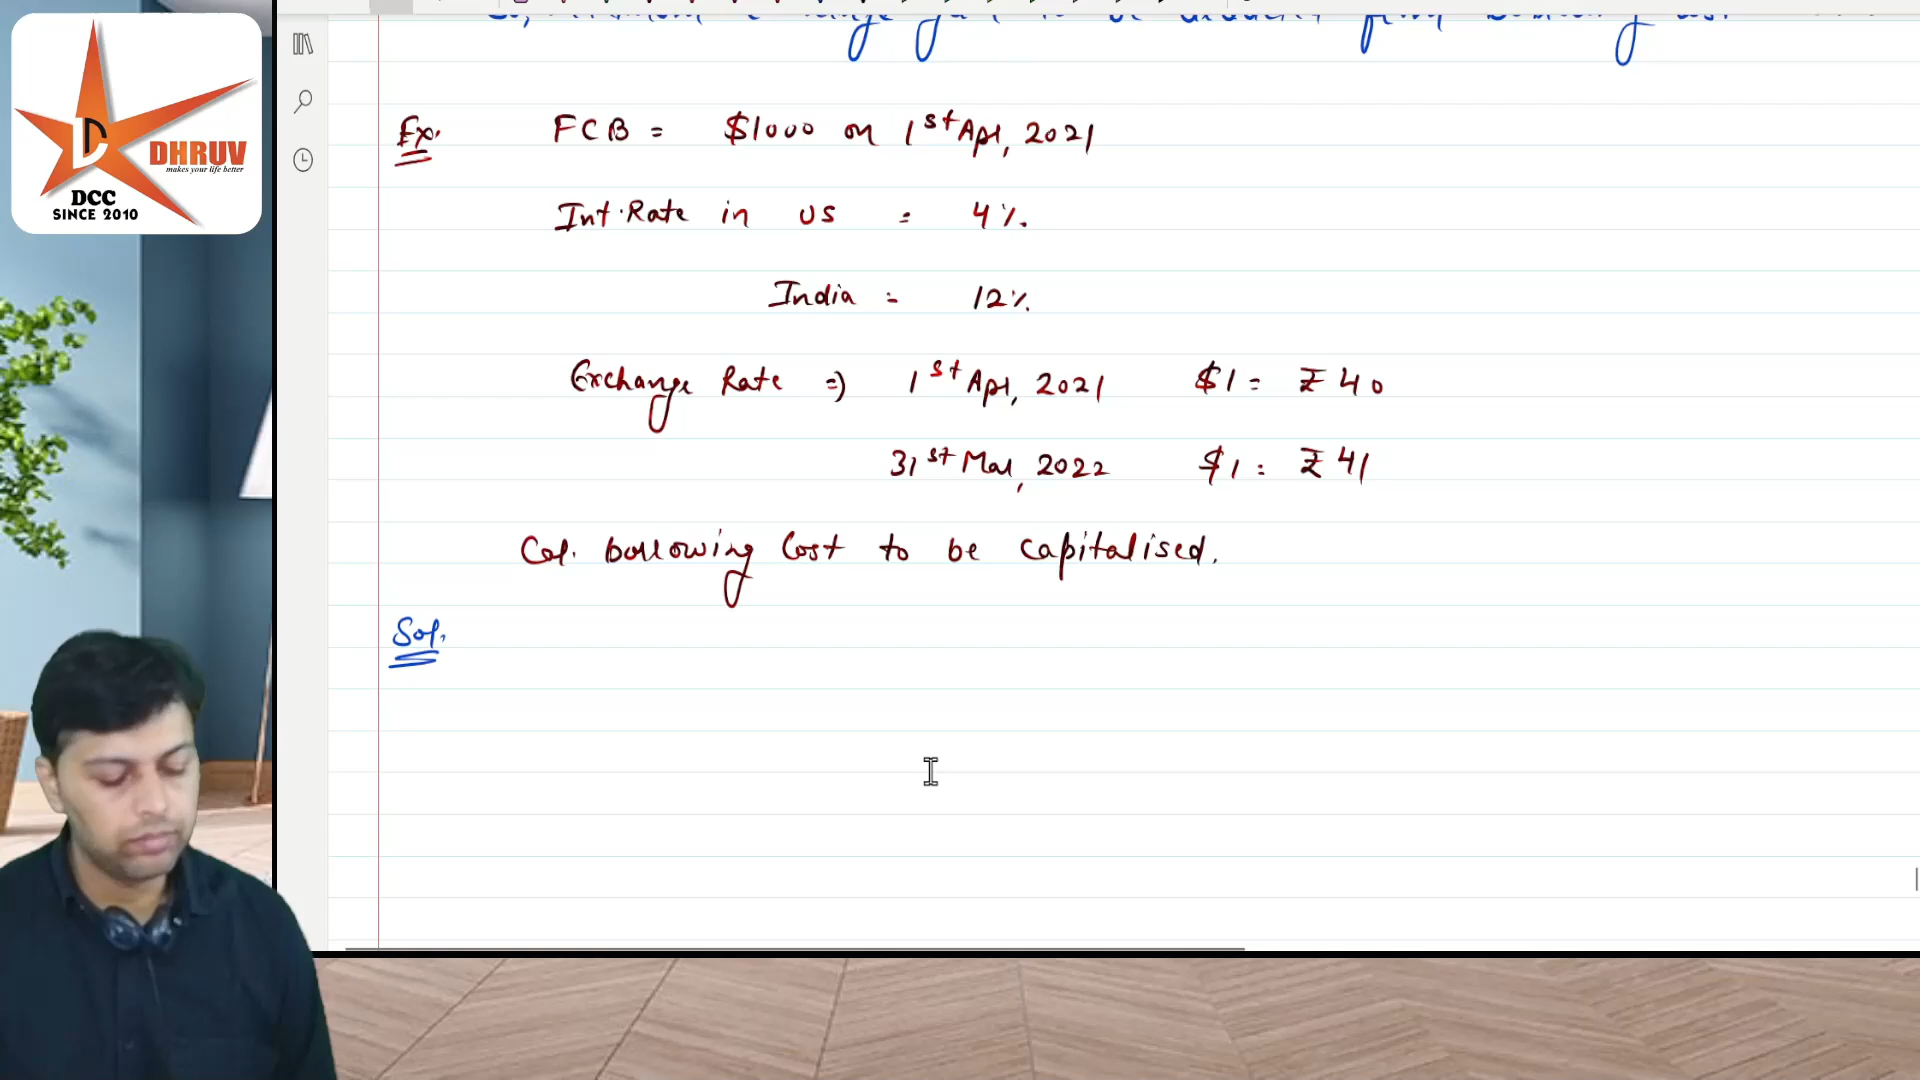 DHRUV
makes your life better
DCC
SINCE 2010
Ex.
FCB = $1000 on 1st Apr, 2021
Int. Rate in US = 4%
India = 12%
Exchange Rate => 1st Apr, 2021 $1 = ₹40
31st Mar, 2022 $1 = ₹41
Cal. borrowing Cost to be capitalised.
Sol.